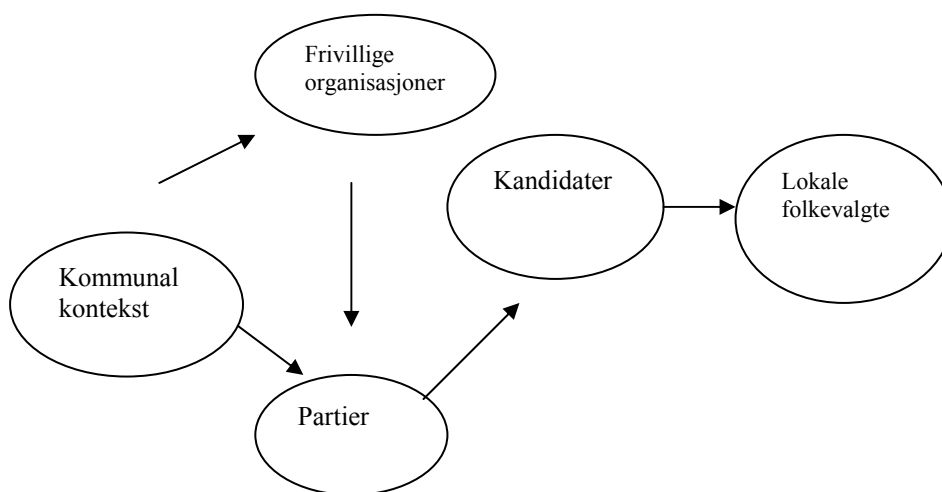 Frivillige
organisasjoner
Kandidater
Lokale
folkevalgte
Kommunal
kontekst
Partier